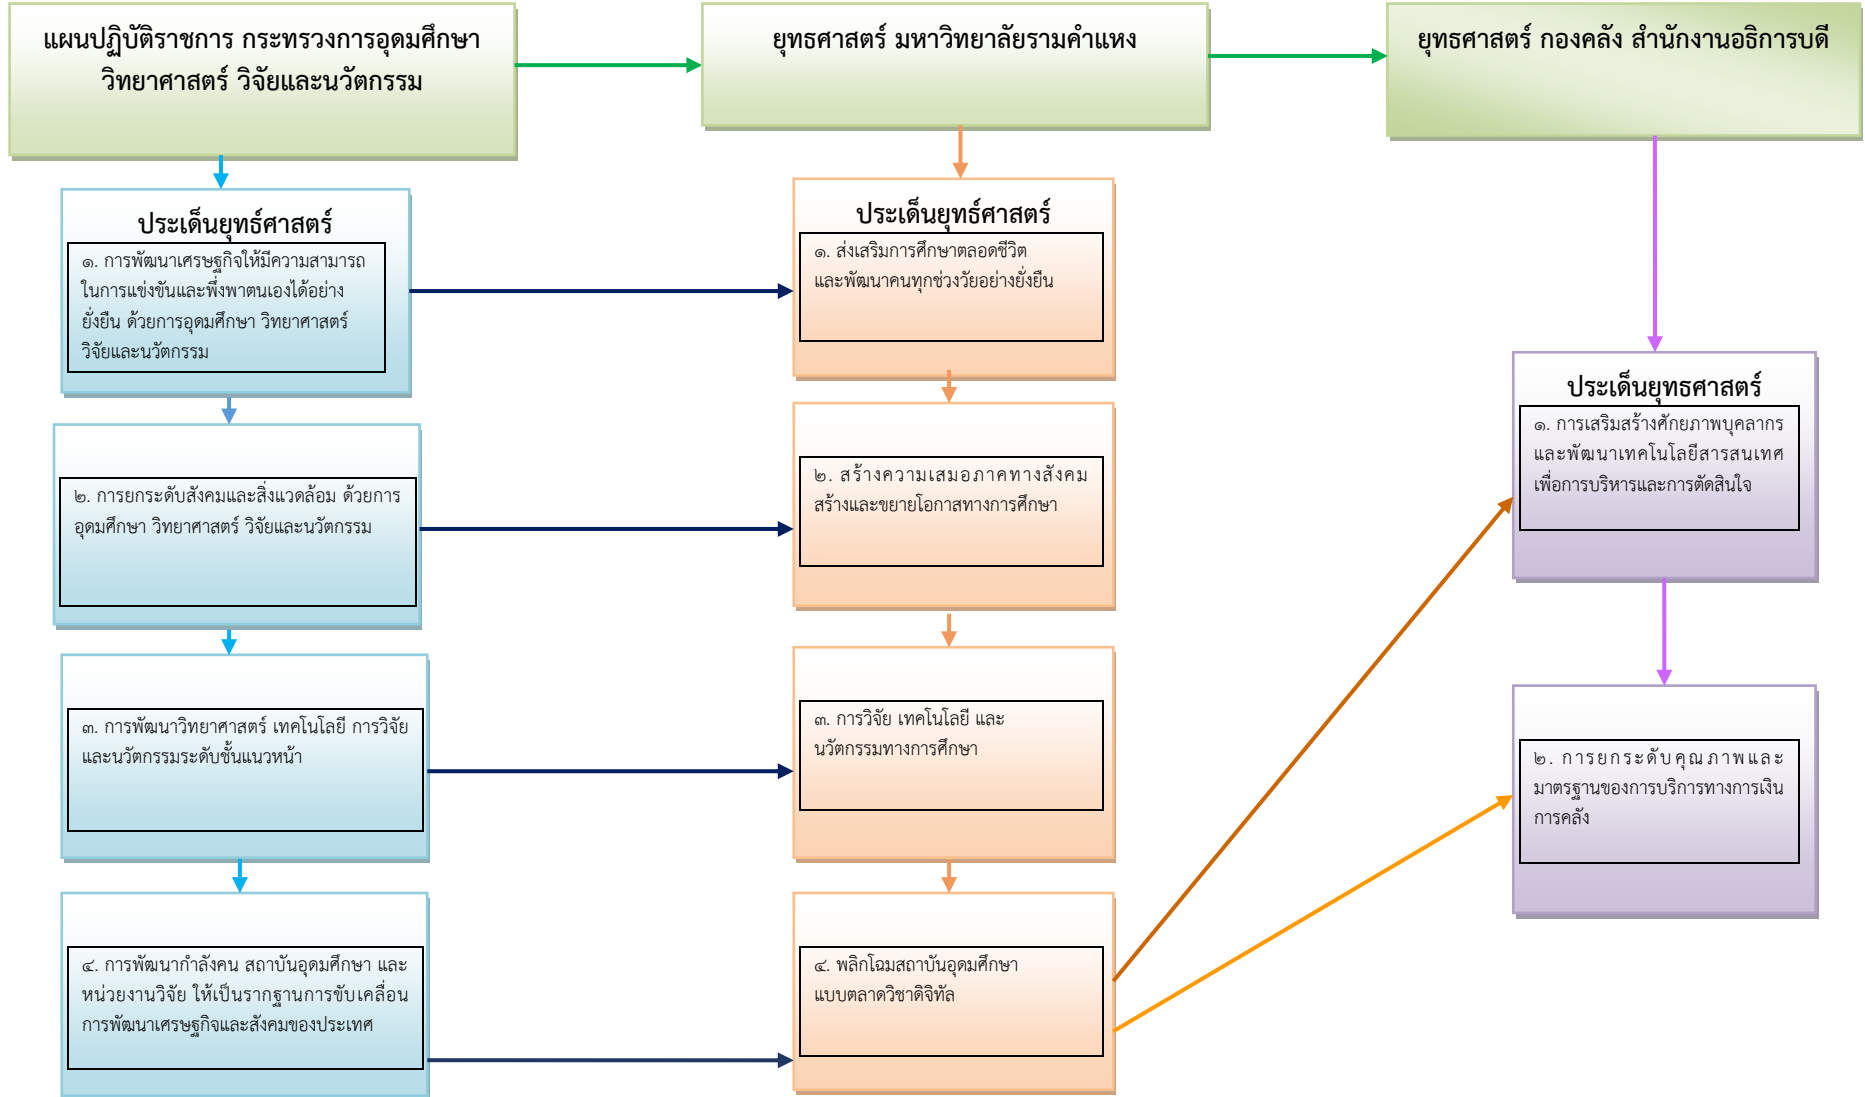 แผนปฏิบัติราชการ กระทรวงการอุดมศึกษา
วิทยาศาสตร์ วิจัยและนวัตกรรม
ยุทธศาสตร์ มหาวิทยาลัยรามคำแหง
ยุทธศาสตร์ กองคลัง สำนักงานอธิการบดี
ประเด็นยุทธ์ศาสตร์
๑. การพัฒนาเศรษฐกิจให้มีความสามารถ
ในการแข่งขันและพึ่งพาตนเองได้อย่าง
ยั่งยืน ด้วยการอุดมศึกษา วิทยาศาสตร์
วิจัยและนวัตกรรม
๒. การยกระดับสังคมและสิ่งแวดล้อม ด้วยการ
อุดมศึกษา วิทยาศาสตร์ วิจัยและนวัตกรรม
๓. การพัฒนาวิทยาศาสตร์ เทคโนโลยี การวิจัย
และนวัตกรรมระดับชั้นแนวหน้า
๔. การพัฒนากำลังคน สถาบันอุดมศึกษา และ
หน่วยงานวิจัย ให้เป็นรากฐานการขับเคลื่อน
การพัฒนาเศรษฐกิจและสังคมของประเทศ
ประเด็นยุทธ์ศาสตร์
๑. ส่งเสริมการศึกษาตลอดชีวิต
และพัฒนาคนทุกช่วงวัยอย่างยั่งยืน
๒. สร้างความเสมอภาคทางสังคม
สร้างและขยายโอกาสทางการศึกษา
๓. การวิจัย เทคโนโลยี และ
นวัตกรรมทางการศึกษา
๔. พลิกโฉมสถาบันอุดมศึกษา
แบบตลาดวิชาดิจิทัล
ประเด็นยุทธศาสตร์
๑. การเสริมสร้างศักยภาพบุคลากร
และพัฒนาเทคโนโลยีสารสนเทศ
เพื่อการบริหารและการตัดสินใจ
๒. การยกระดับคุณภาพและ
มาตรฐานของการบริการทางการเงิน
การคลัง